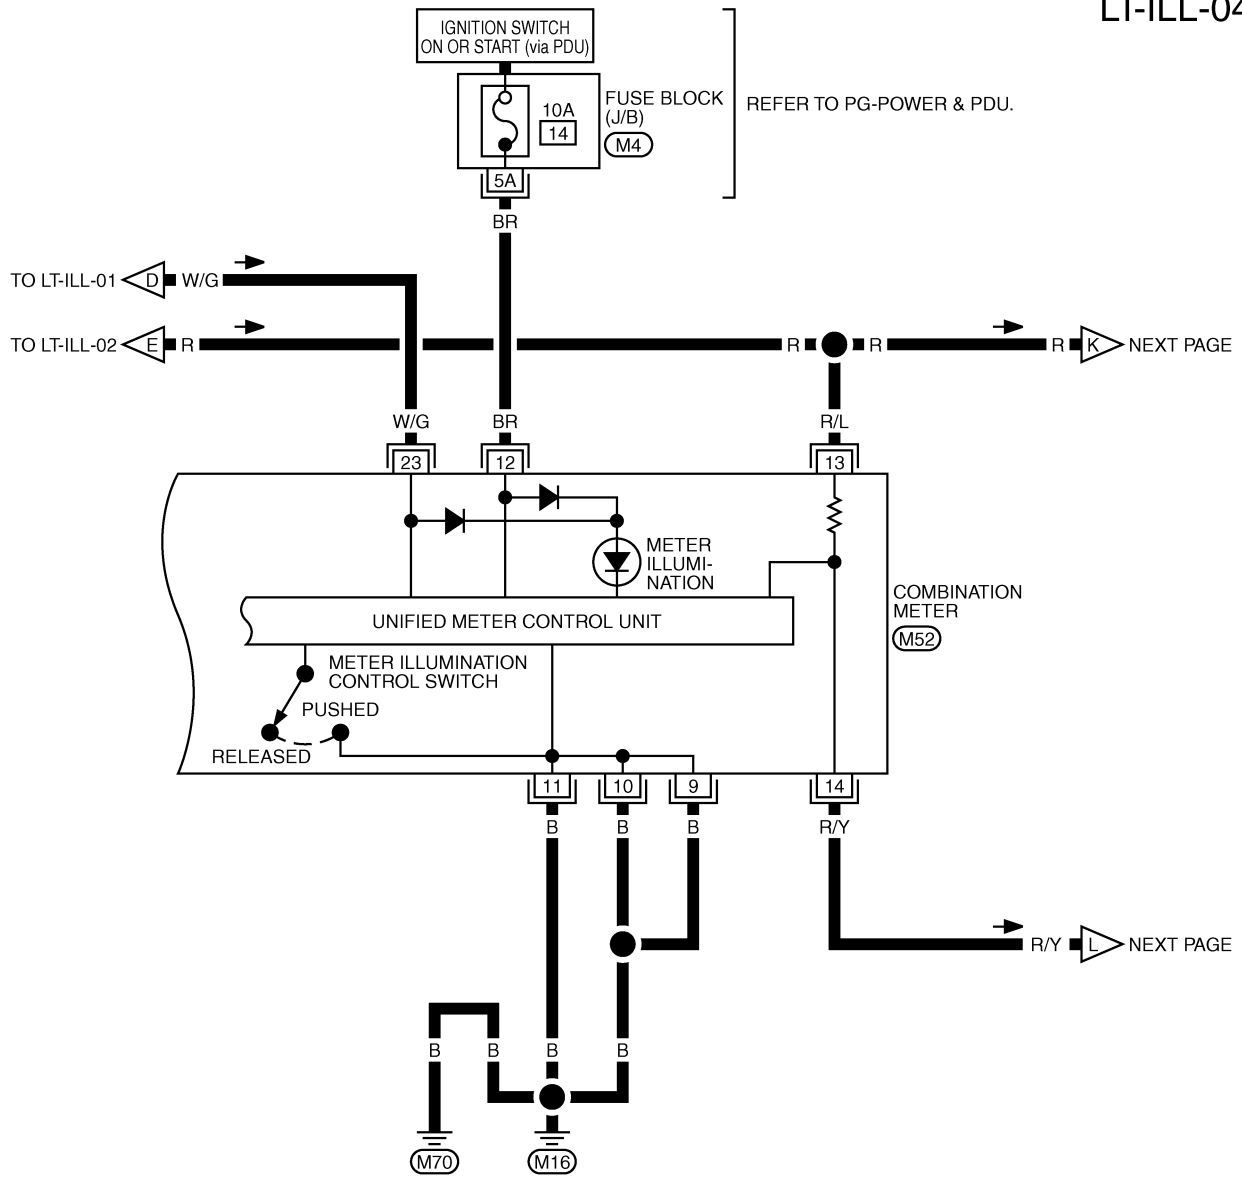 LT-ILL-04
IGNITION SWITCH
ON OR START (via PDU)
FUSE BLOCK
(J/B)
M4
10A
14
REFER TO PG-POWER & PDU.
5A
BR
TO LT-ILL-01
D
W/G
TO LT-ILL-02
E
R
R
R
R
K
NEXT PAGE
W/G
BR
R/L
23
12
13
METER
ILLUMI-
NATION
UNIFIED METER CONTROL UNIT
COMBINATION
METER
M52
METER ILLUMINATION
CONTROL SWITCH
PUSHED
RELEASED
11
10
9
14
B
B
B
R/Y
R/Y
L
NEXT PAGE
B
B
B
B
M70
M16